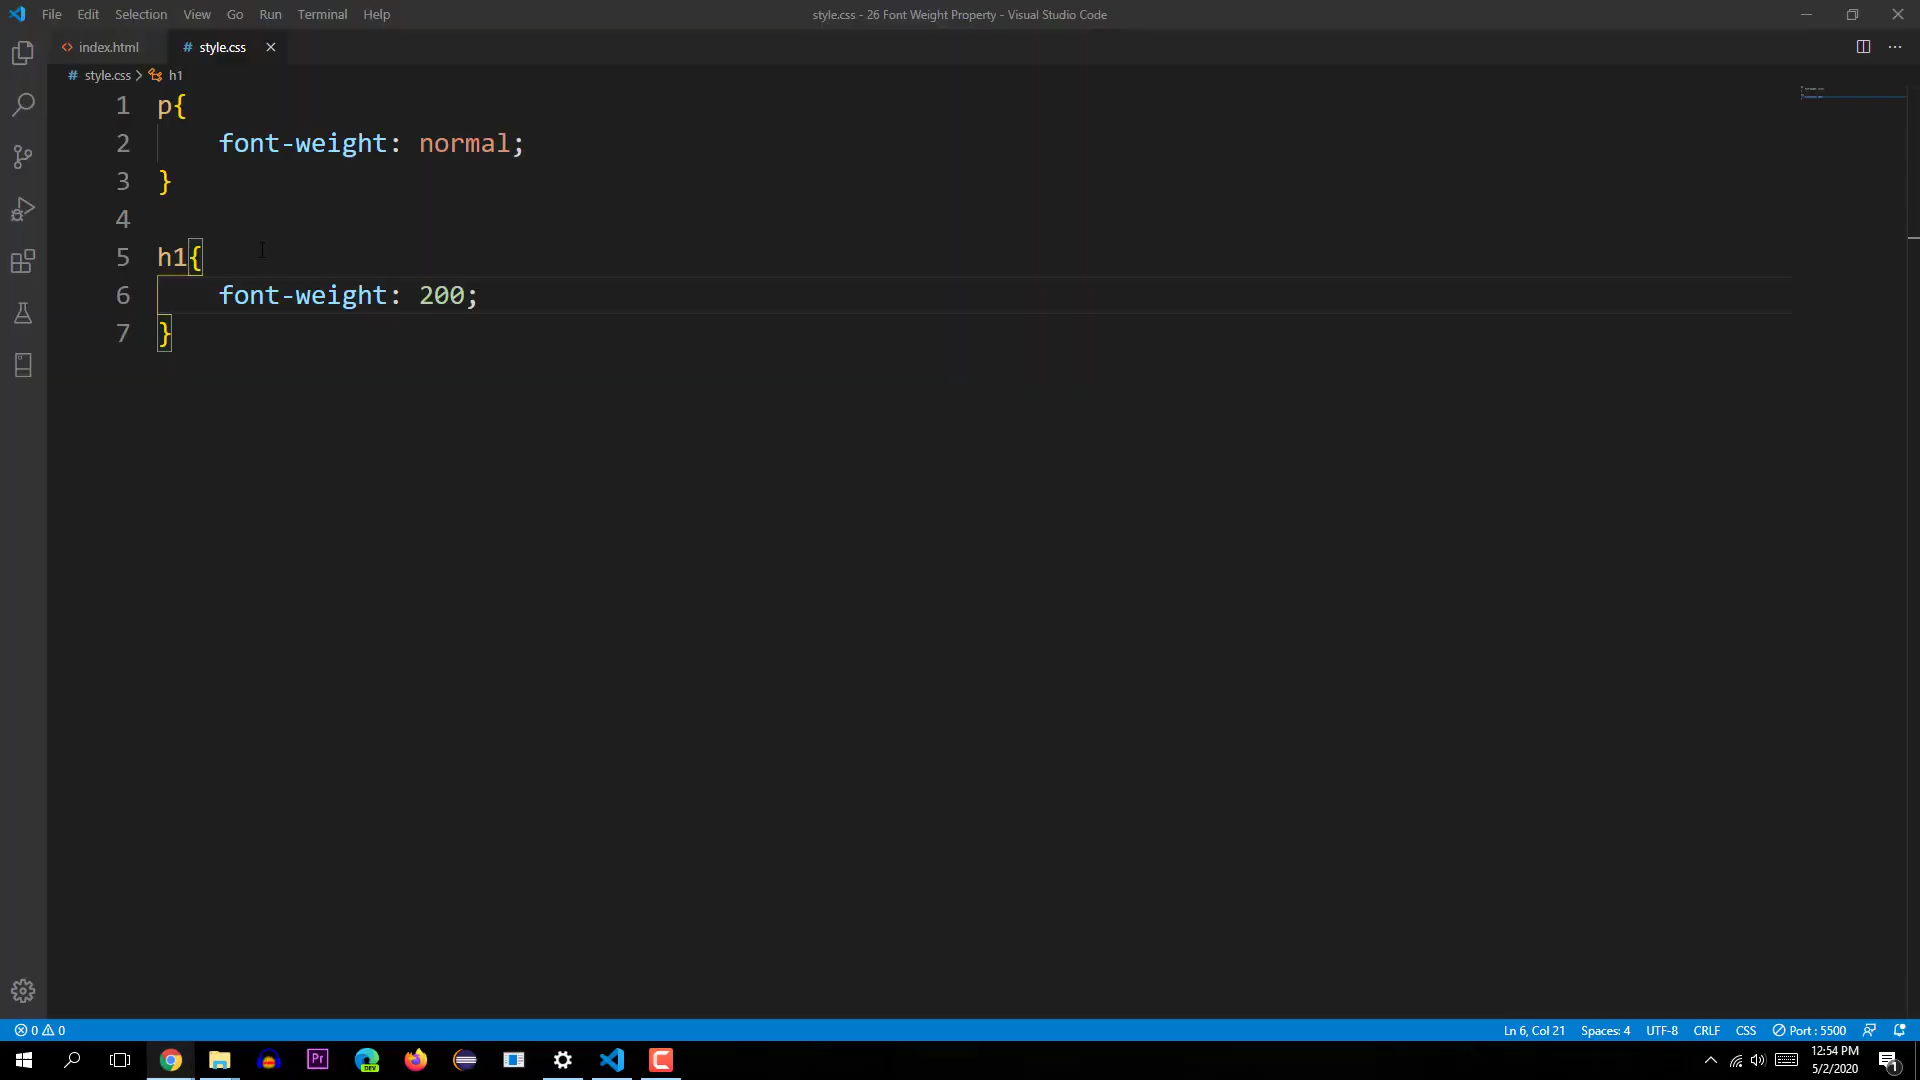 File Edit Selection View Go Run Terminal Help
style.css - 26 Font Weight Property - Visual Studio Code
<> index.html
# style.css
# style.css > h1
1 p{
2 font-weight: normal;
3 }
4
5 h1{
6 font-weight: 200;
7 }
0 0
Ln 6, Col 21 Spaces: 4 UTF-8 CRLF CSS Port : 5500
Pr
DEV
12:54 PM
5/2/2020
1